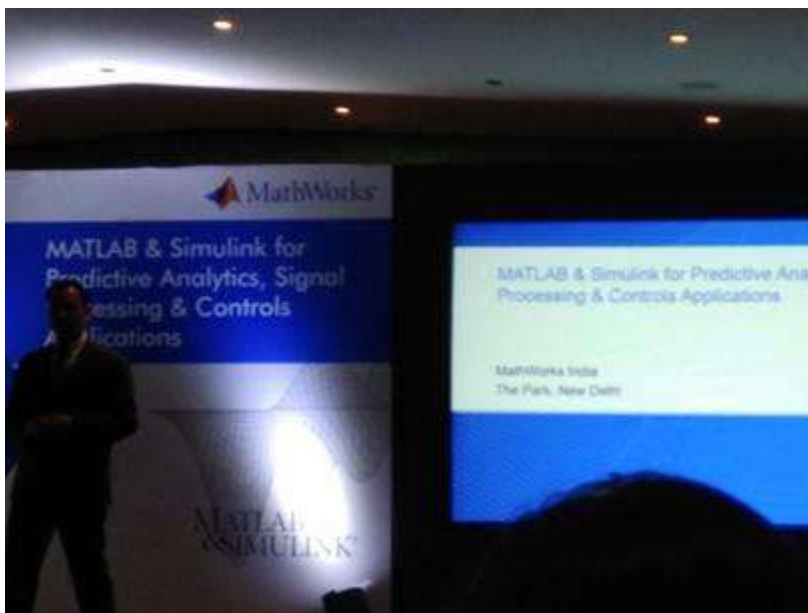 MathWorks®
MATLAB & Simulink for
Predictive Analytics, Signal
Processing & Controls
Applications
MATLAB
&SIMULINK®
MATLAB & Simulink for Predictive Ana
Processing & Controls Applications
MathWorks India
The Park, New Delhi